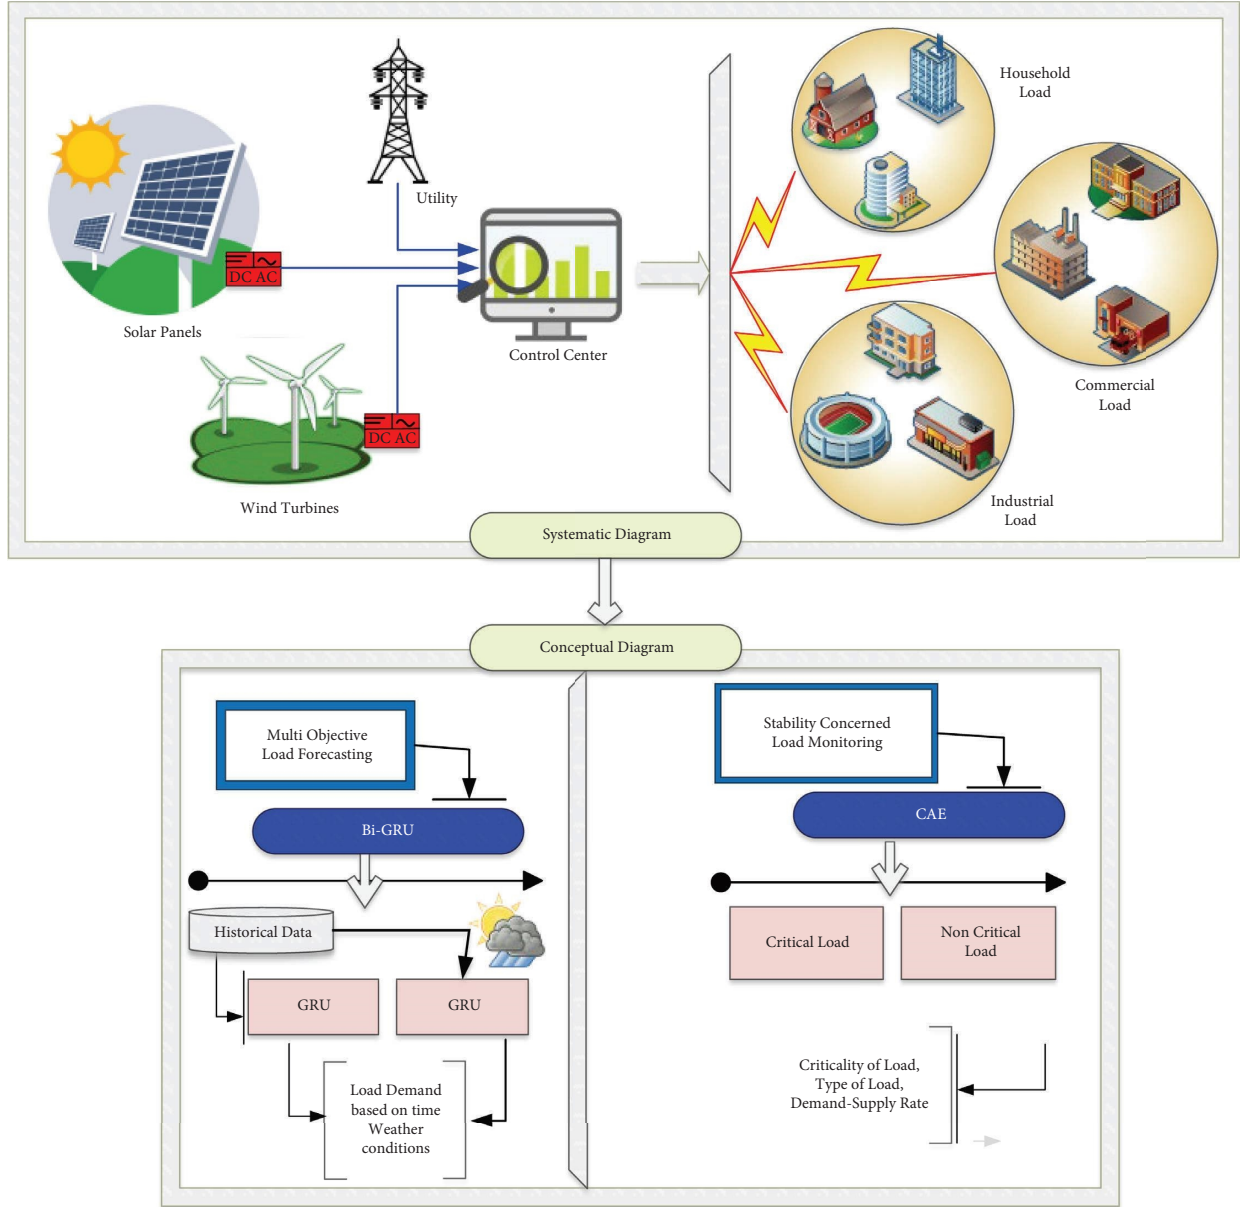 Household
Load
Utility
DC AC
Solar Panels
Control Center
Commercial
Load
DC AC
Wind Turbines
Industrial
Load
Systematic Diagram
Conceptual Diagram
Multi Objective
Load Forecasting
Bi-GRU
Historical Data
GRU
GRU
Load Demand
based on time
Weather
conditions
Stability Concerned
Load Monitoring
CAE
Critical Load
Non Critical
Load
Criticality of Load,
Type of Load,
Demand-Supply Rate